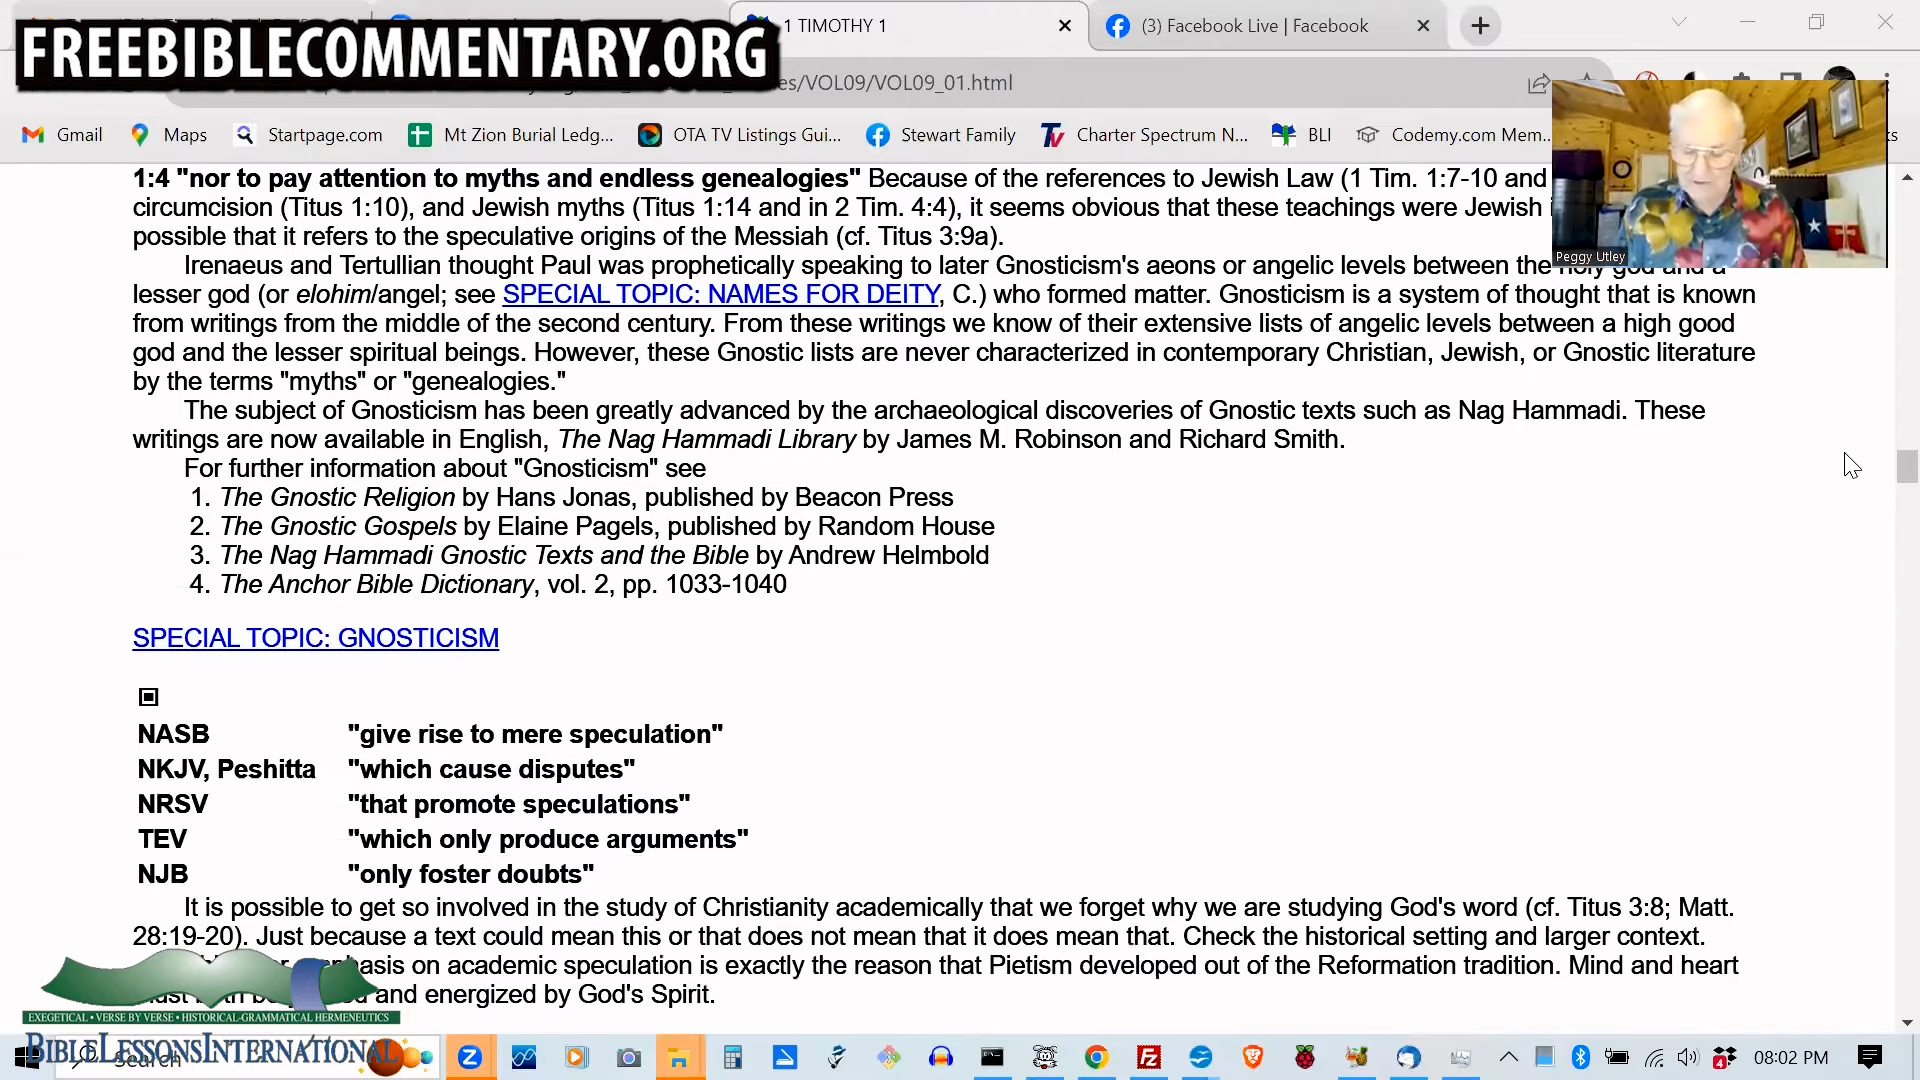 FREEBIBLECOMMENTARY.ORG
1 TIMOTHY 1
(3) Facebook Live | Facebook
es/VOL09/VOL09_01.html
Gmail
Maps
Startpage.com
Mt Zion Burial Ledg...
OTA TV Listings Gui...
Stewart Family
Charter Spectrum N...
BLI
Codemy.com Mem...
ks
1:4 "nor to pay attention to myths and endless genealogies" Because of the references to Jewish Law (1 Tim. 1:7-10 and
circumcision (Titus 1:10), and Jewish myths (Titus 1:14 and in 2 Tim. 4:4), it seems obvious that these teachings were Jewish i
possible that it refers to the speculative origins of the Messiah (cf. Titus 3:9a).
Peggy Utley
Irenaeus and Tertullian thought Paul was prophetically speaking to later Gnosticism's aeons or angelic levels between the holy god and a
lesser god (or elohim/angel; see SPECIAL TOPIC: NAMES FOR DEITY, C.) who formed matter. Gnosticism is a system of thought that is known
from writings from the middle of the second century. From these writings we know of their extensive lists of angelic levels between a high good
god and the lesser spiritual beings. However, these Gnostic lists are never characterized in contemporary Christian, Jewish, or Gnostic literature
by the terms "myths" or "genealogies."
The subject of Gnosticism has been greatly advanced by the archaeological discoveries of Gnostic texts such as Nag Hammadi. These
writings are now available in English, The Nag Hammadi Library by James M. Robinson and Richard Smith.
For further information about "Gnosticism" see
1. The Gnostic Religion by Hans Jonas, published by Beacon Press
2. The Gnostic Gospels by Elaine Pagels, published by Random House
3. The Nag Hammadi Gnostic Texts and the Bible by Andrew Helmbold
4. The Anchor Bible Dictionary, vol. 2, pp. 1033-1040
SPECIAL TOPIC: GNOSTICISM
NASB "give rise to mere speculation"
NKJV, Peshitta "which cause disputes"
NRSV "that promote speculations"
TEV "which only produce arguments"
NJB "only foster doubts"
It is possible to get so involved in the study of Christianity academically that we forget why we are studying God's word (cf. Titus 3:8; Matt.
28:19-20). Just because a text could mean this or that does not mean that it does mean that. Check the historical setting and larger context.
on academic speculation is exactly the reason that Pietism developed out of the Reformation tradition. Mind and heart
and energized by God's Spirit.
EXEGETICAL • VERSE BY VERSE • HISTORICAL-GRAMMATICAL HERMENEUTICS
BIBLELESSONSINTERNATIONAL
Search
4
08:02 PM